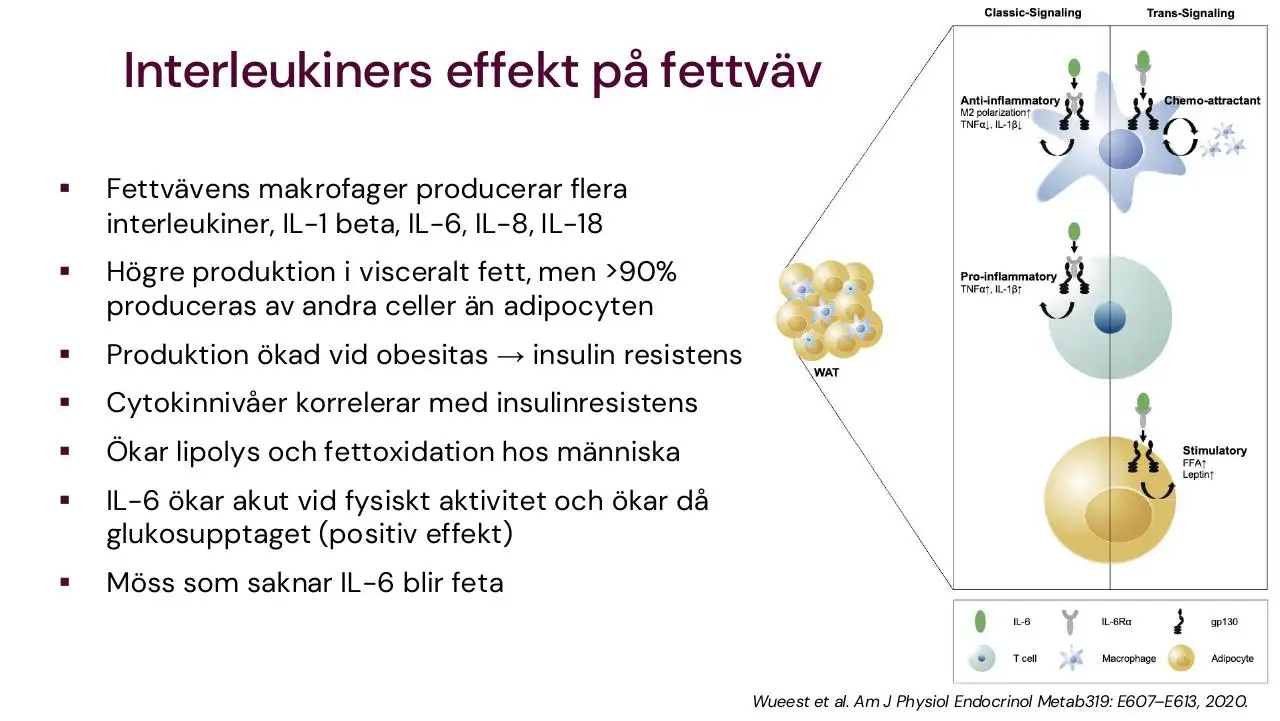 Interleukiners effekt på fettväv
▪ Fettvävens makrofager producerar flera
interleukiner, IL-1 beta, IL-6, IL-8, IL-18
▪ Högre produktion i visceralt fett, men >90%
produceras av andra celler än adipocyten
▪ Produktion ökad vid obesitas → insulin resistens
▪ Cytokinnivåer korrelerar med insulinresistens
▪ Ökar lipolys och fettoxidation hos människa
▪ IL-6 ökar akut vid fysiskt aktivitet och ökar då
glukosupptaget (positiv effekt)
▪ Möss som saknar IL-6 blir feta
WAT
Classic-Signaling
Trans-Signaling
Anti-inflammatory
M2 polarization↑
TNFα↓, IL-1β↓
Chemo-attractant
Pro-inflammatory
TNFα↑, IL-1β↑
Stimulatory
FFA↑
Leptin↑
IL-6
IL-6Rα
gp130
T cell
Macrophage
Adipocyte
Wueest et al. Am J Physiol Endocrinol Metab319: E607–E613, 2020.